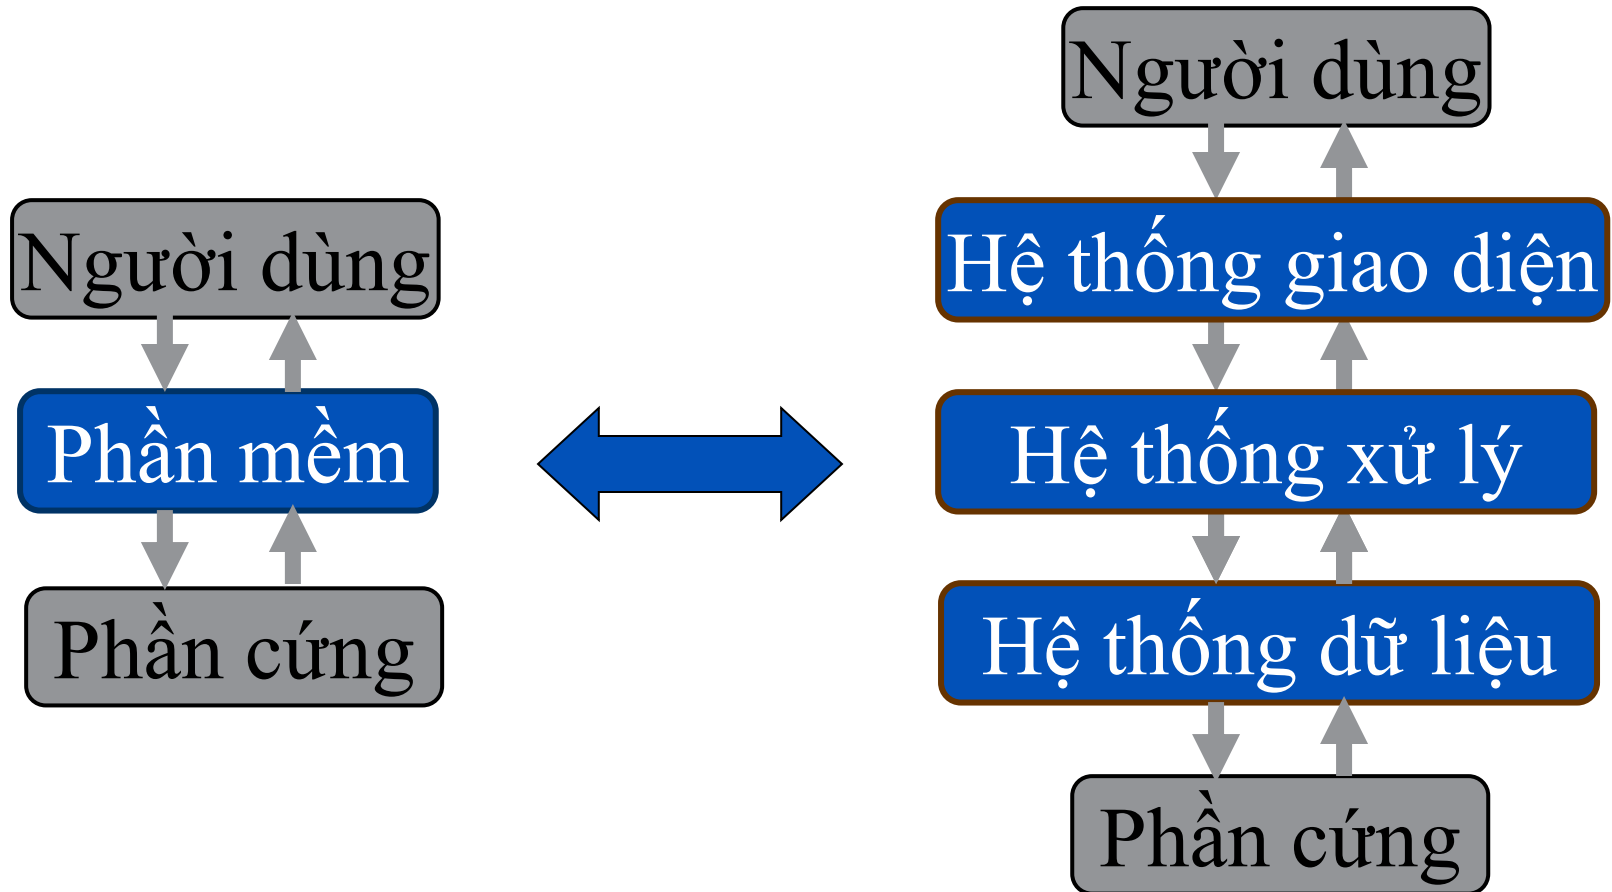 Người dùng
Phần mềm
Phần cứng
Người dùng
Hệ thống giao diện
Hệ thống xử lý
Hệ thống dữ liệu
Phần cứng